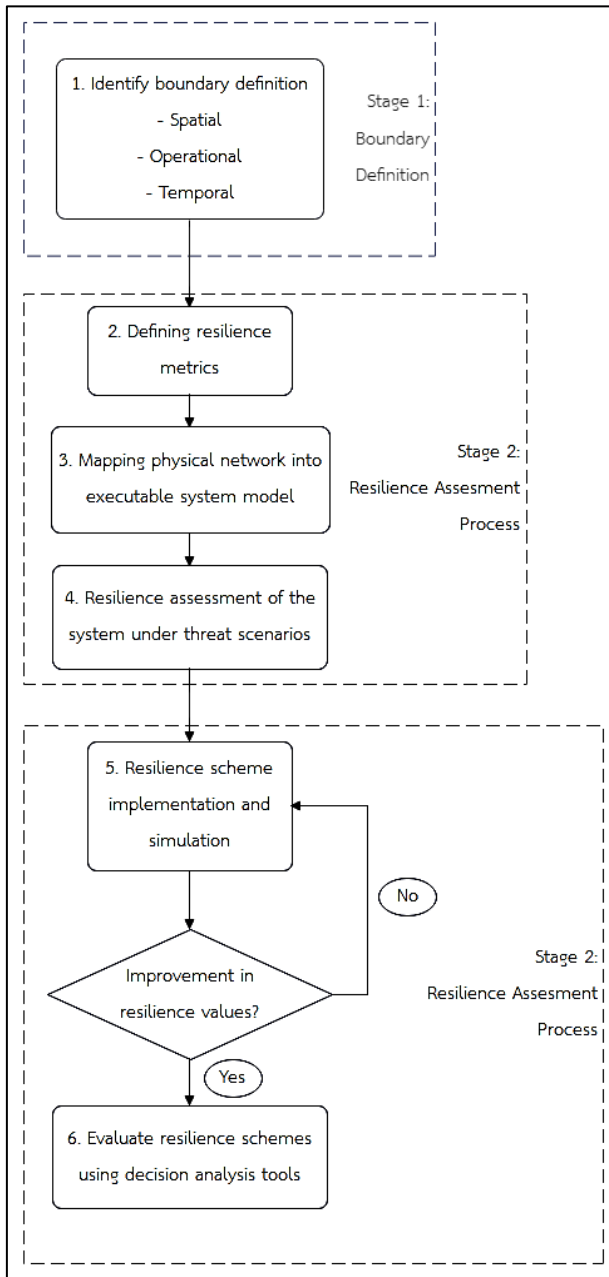 1. Identify boundary definition
- Spatial
- Operational
- Temporal
Stage 1:
Boundary
Definition
2. Defining resilience
metrics
3. Mapping physical network into
executable system model
4. Resilience assessment of the
system under threat scenarios
Stage 2:
Resilience Assesment
Process
5. Resilience scheme
implementation and
simulation
No
Improvement in
resilience values?
Yes
6. Evaluate resilience schemes
using decision analysis tools
Stage 2:
Resilience Assesment
Process